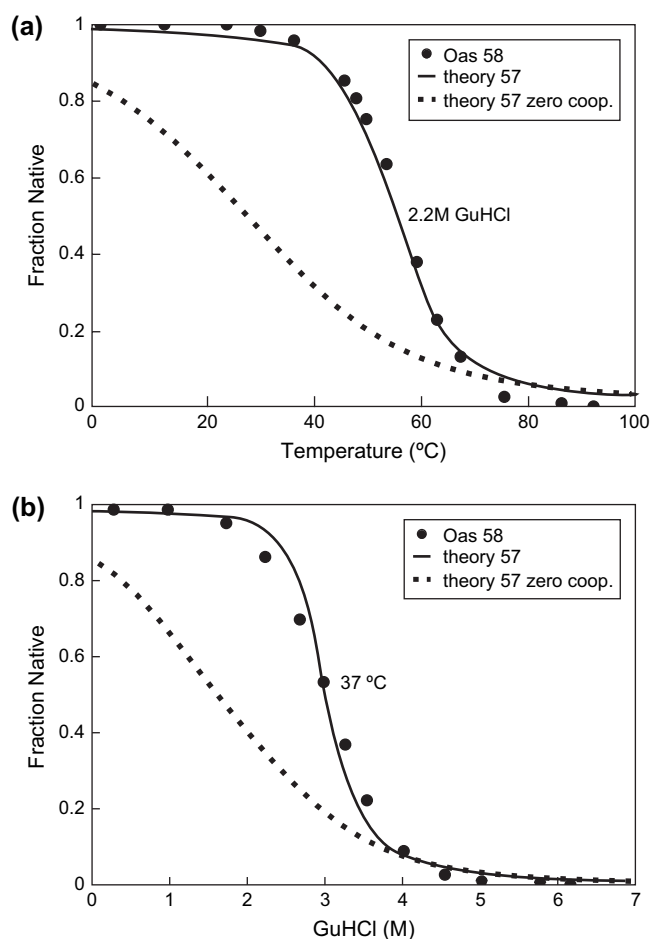 (a)
1
0.8
0.6
0.4
0.2
0
Fraction Native
Oas 58
theory 57
theory 57 zero coop.
2.2M GuHCl
0 20 40 60 80 100
Temperature (ºC)
(b)
1
0.8
0.6
0.4
0.2
0
Fraction Native
Oas 58
theory 57
theory 57 zero coop.
37 ºC
0 1 2 3 4 5 6 7
GuHCl (M)